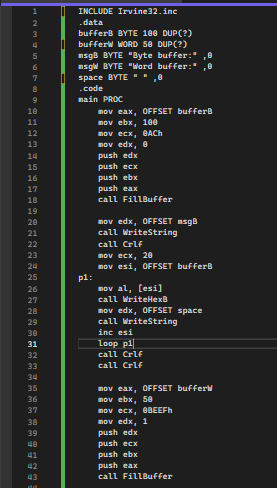 1 INCLUDE Irvine32.inc
2 .data
3 bufferB BYTE 100 DUP(?)
4 bufferW WORD 50 DUP(?)
5 msgB BYTE "Byte buffer:" ,0
6 msgW BYTE "Word buffer:" ,0
7 space BYTE " " ,0
8 .code
9 main PROC
10 mov eax, OFFSET bufferB
11 mov ebx, 100
12 mov ecx, 0ACh
13 mov edx, 0
14 push edx
15 push ecx
16 push ebx
17 push eax
18 call FillBuffer
19
20 mov edx, OFFSET msgB
21 call WriteString
22 call Crlf
23 mov ecx, 20
24 mov esi, OFFSET bufferB
25 p1:
26 mov al, [esi]
27 call WriteHexB
28 mov edx, OFFSET space
29 call WriteString
30 inc esi
31 loop p1
32 call Crlf
33 call Crlf
34
35 mov eax, OFFSET bufferW
36 mov ebx, 50
37 mov ecx, 0BEEFh
38 mov edx, 1
39 push edx
40 push ecx
41 push ebx
42 push eax
43 call FillBuffer
44